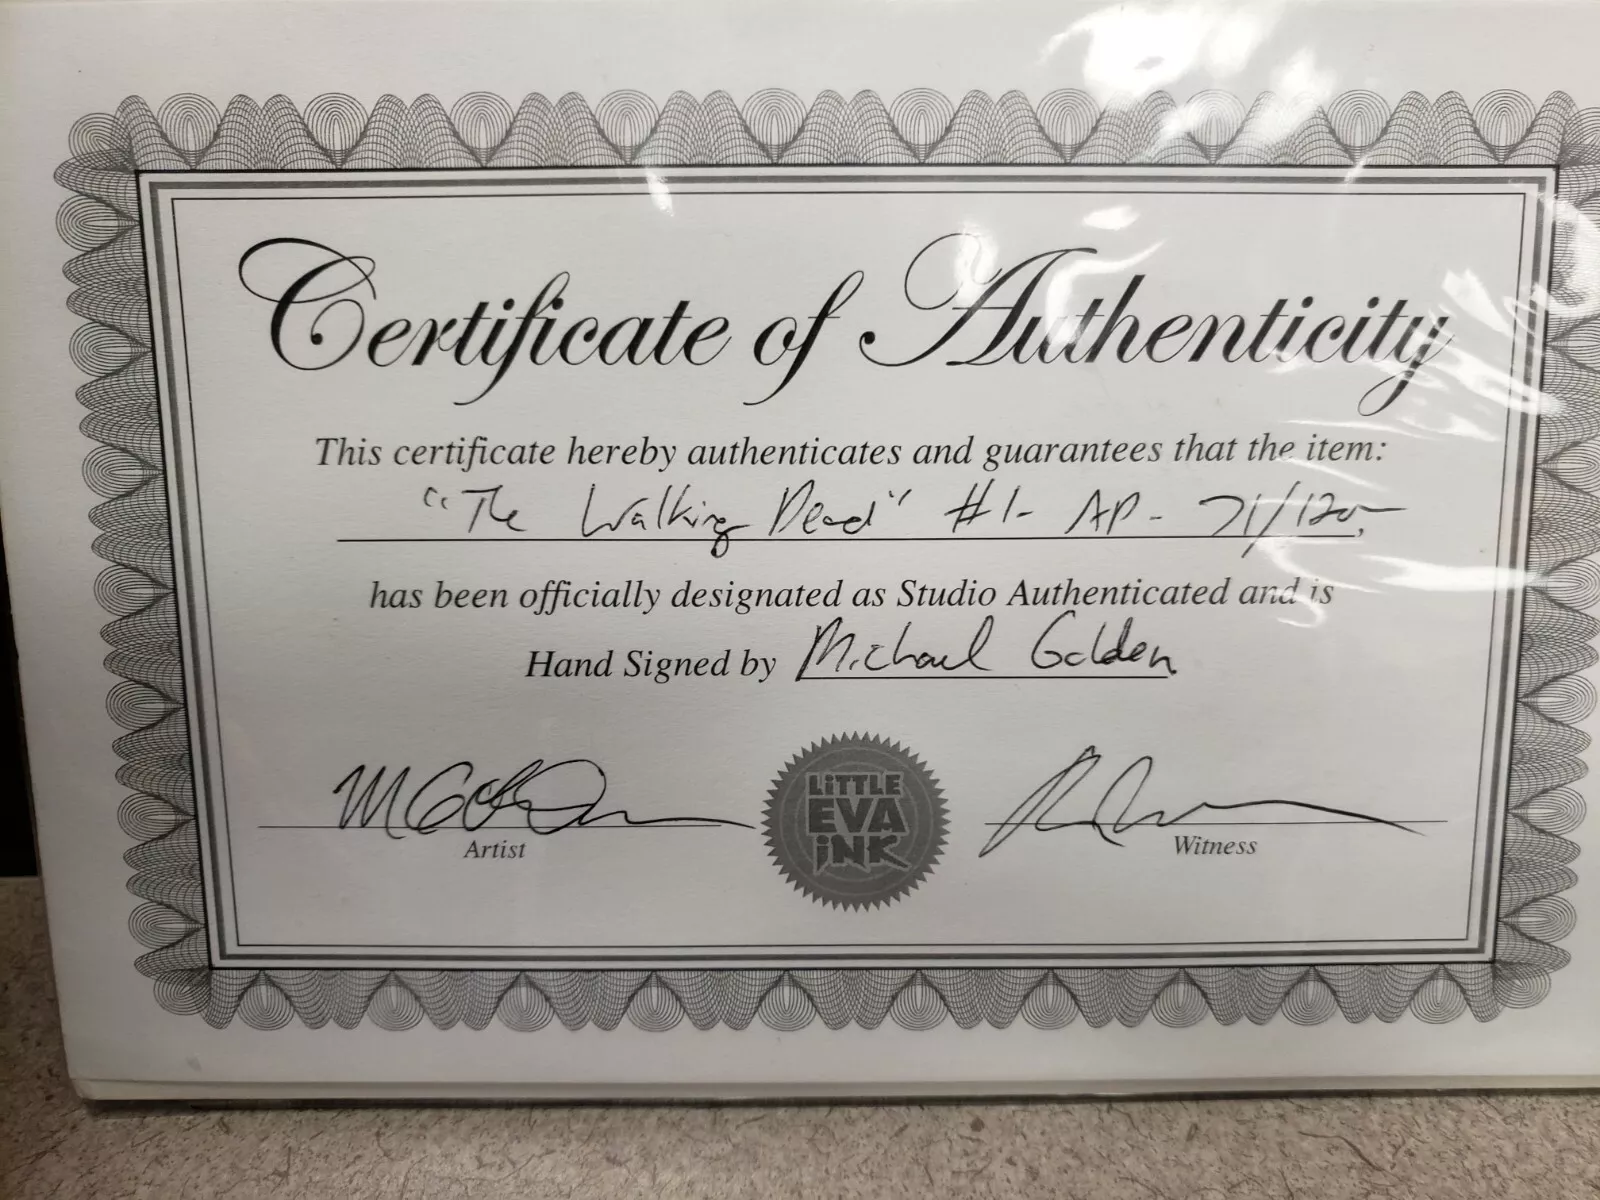 Certificate of Authenticity
This certificate hereby authenticates and guarantees that the item:
"The Walking Dead" #1- AP - 71/120,
has been officially designated as Studio Authenticated and is
Hand Signed by Michael Golden
LiTTLE
EVA
iNK
Artist
Witness